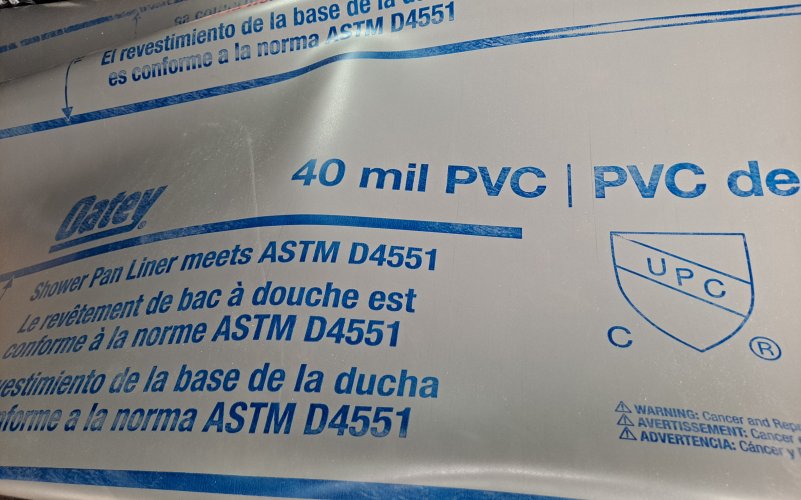 El revestimiento de la base de la
es conforme a la norma ASTM D4551
40 mil PVC | PVC de
Oatey®
Shower Pan Liner meets ASTM D4551
Le revêtement de bac à douche est
conforme à la norme ASTM D4551
vestimiento de la base de la ducha
nforme a la norma ASTM D4551
UPC
C ®
⚠ WARNING: Cancer and Rep
⚠ AVERTISSEMENT: Cancer
⚠ ADVERTENCIA: Cáncer y